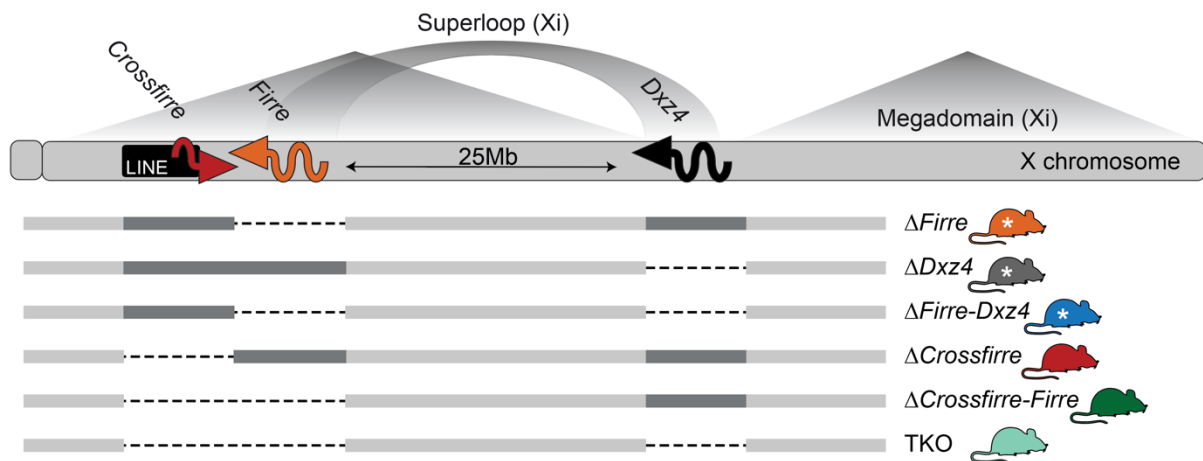 Superloop (Xi)
Crossfirre
Firre
Dxz4
Megadomain (Xi)
LINE
25Mb
X chromosome
ΔFirre
*
ΔDxz4
*
ΔFirre-Dxz4
*
ΔCrossfirre
ΔCrossfirre-Firre
TKO